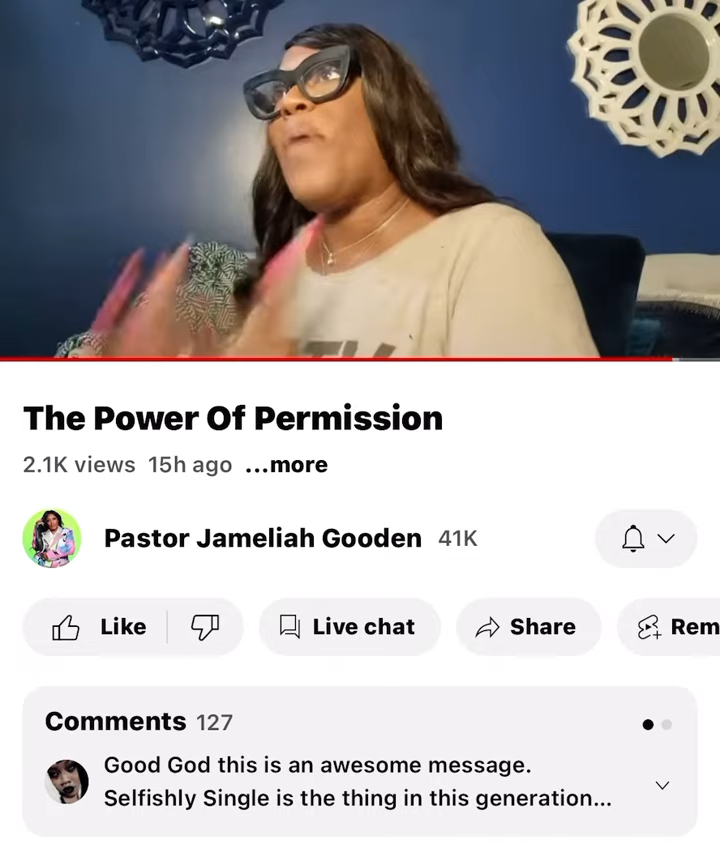 The Power Of Permission
2.1K views 15h ago ...more
Pastor Jameliah Gooden 41K
Like Live chat Share Rem
Comments 127
Good God this is an awesome message.
Selfishly Single is the thing in this generation...